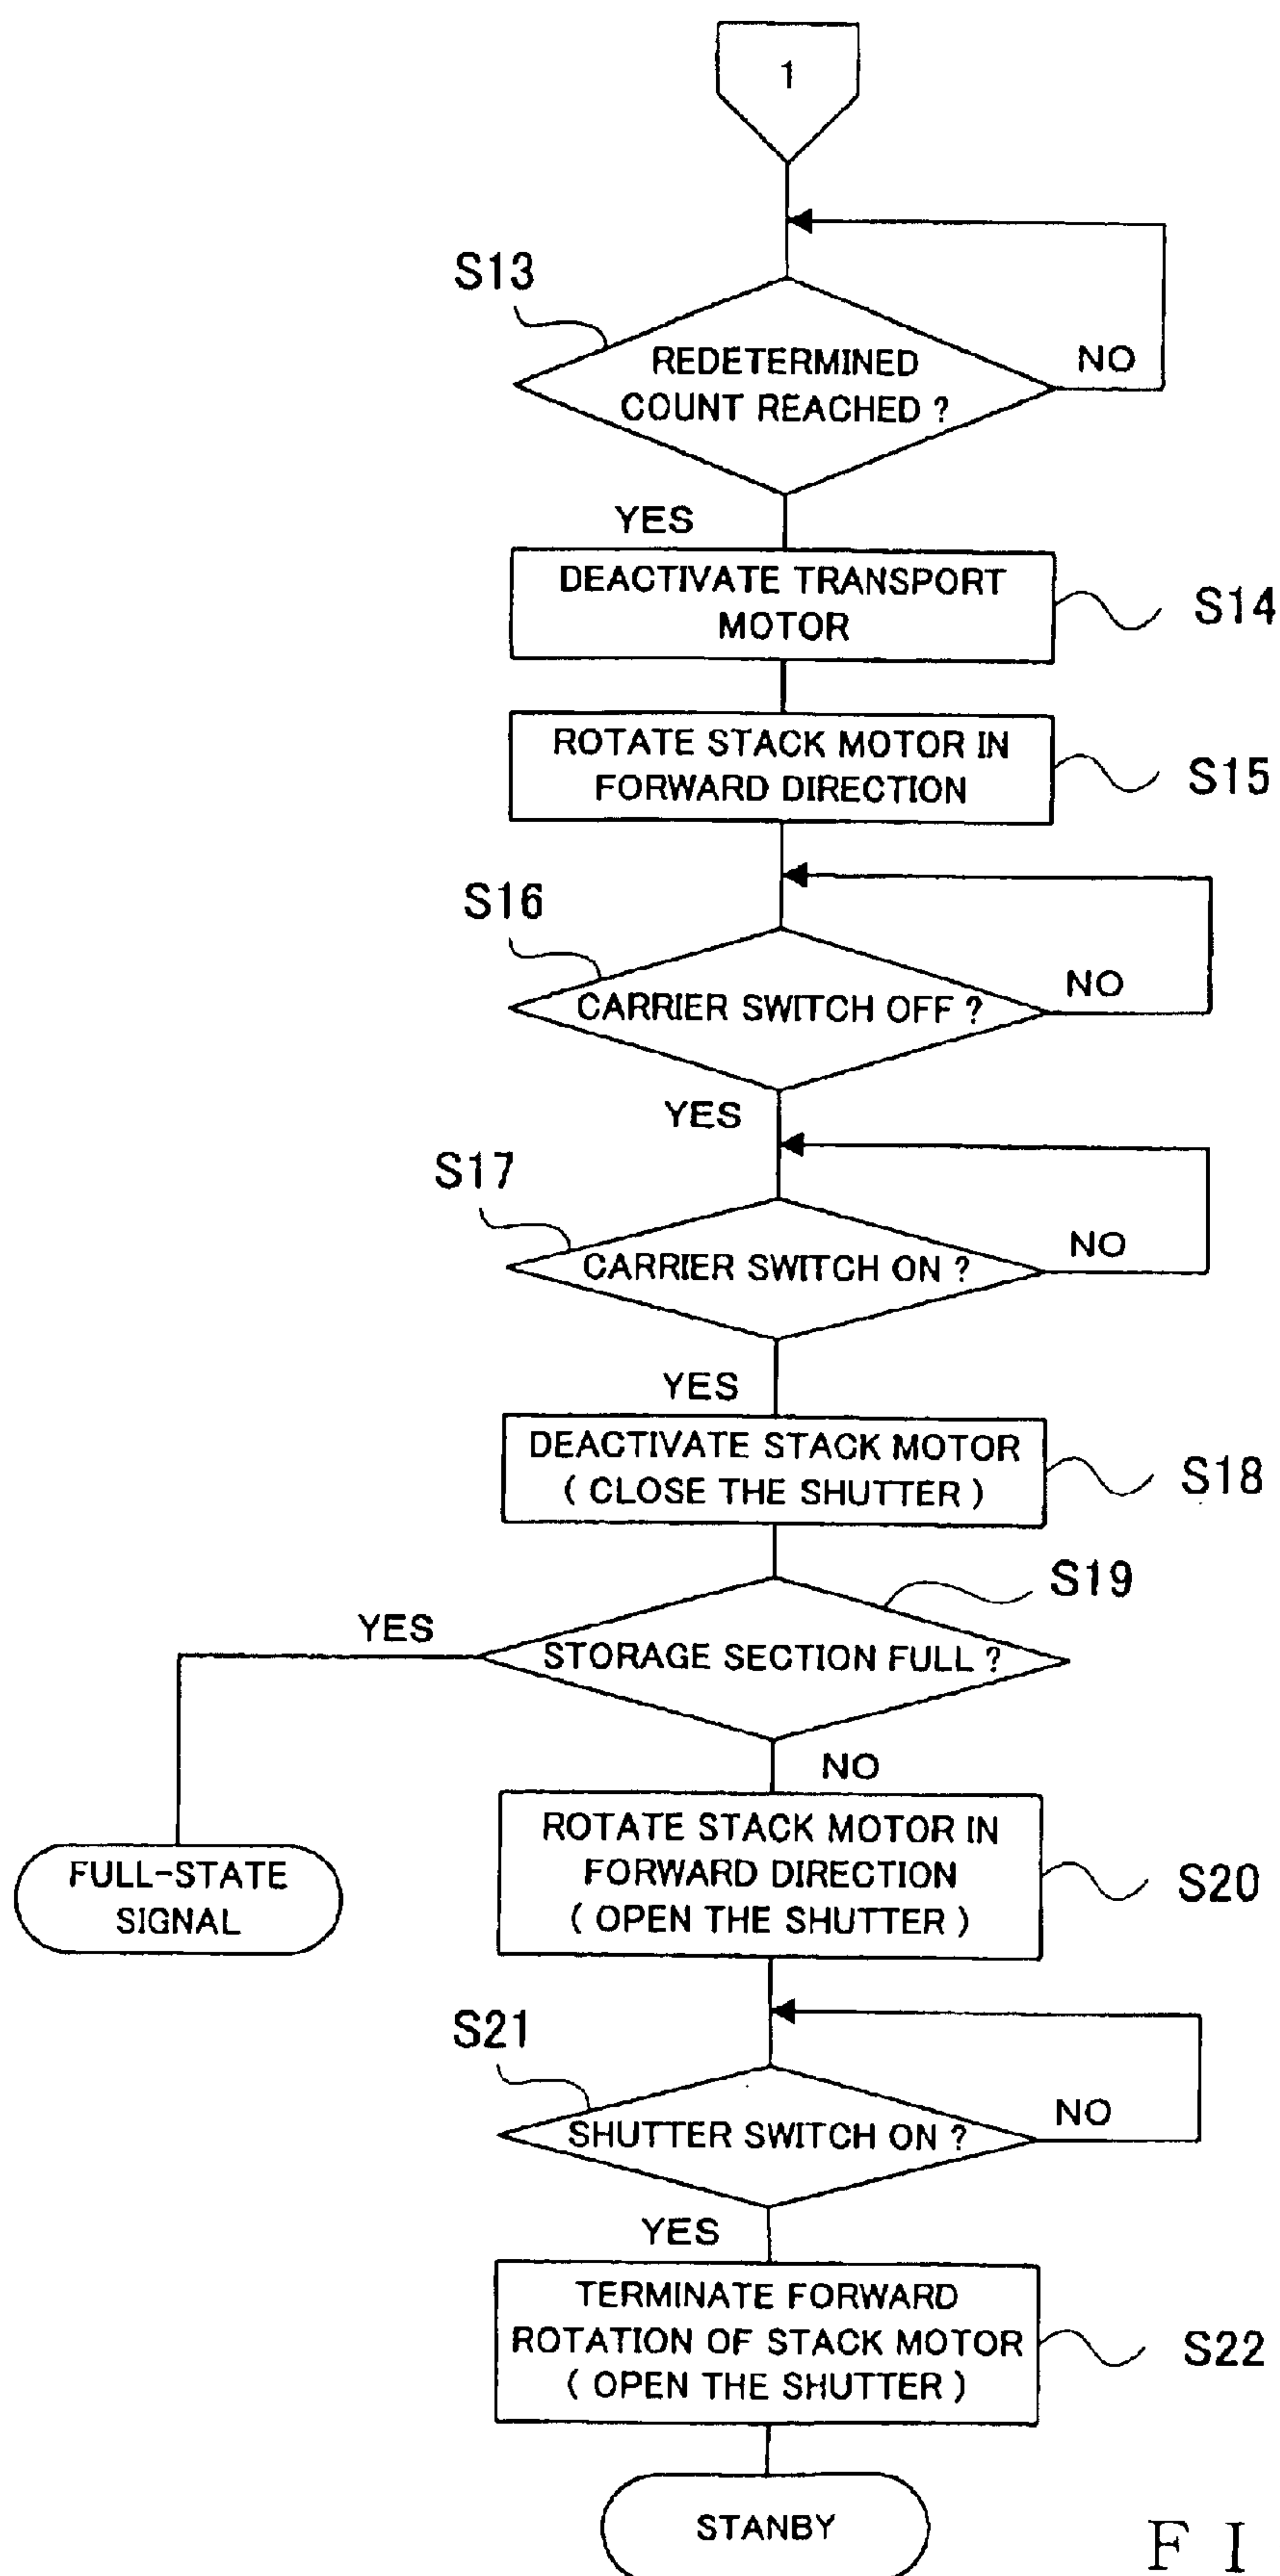 1
S13
REDETERMINED
COUNT REACHED ?
NO
YES
DEACTIVATE TRANSPORT
MOTOR
S14
ROTATE STACK MOTOR IN
FORWARD DIRECTION
S15
S16
CARRIER SWITCH OFF ?
NO
YES
S17
CARRIER SWITCH ON ?
NO
YES
DEACTIVATE STACK MOTOR
( CLOSE THE SHUTTER )
S18
S19
YES
STORAGE SECTION FULL ?
NO
FULL-STATE
SIGNAL
ROTATE STACK MOTOR IN
FORWARD DIRECTION
( OPEN THE SHUTTER )
S20
S21
SHUTTER SWITCH ON ?
NO
YES
TERMINATE FORWARD
ROTATION OF STACK MOTOR
( OPEN THE SHUTTER )
S22
STANBY
F I